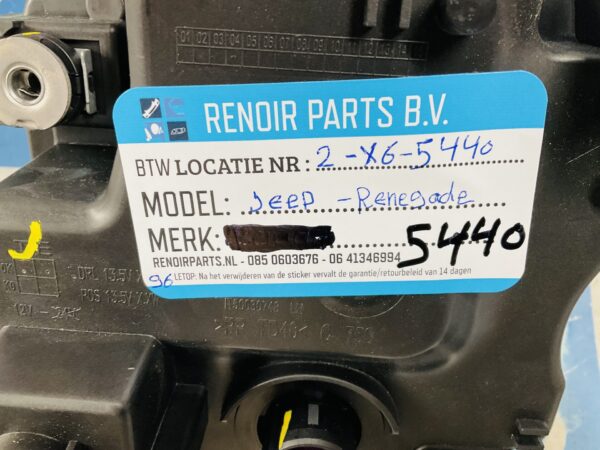 01 02 03 04 05 06 07 08 09 10 11 12 13 14
RENOIR PARTS B.V.
BTW LOCATIE NR : 2-X6-5440
MODEL: Jeep - Renegade
MERK: 5440
RENOIRPARTS.NL - 085 0603676 - 06 41346994
96 LETOP: Na het verwijderen van de sticker vervalt de garantie/retourbeleid van 14 dagen